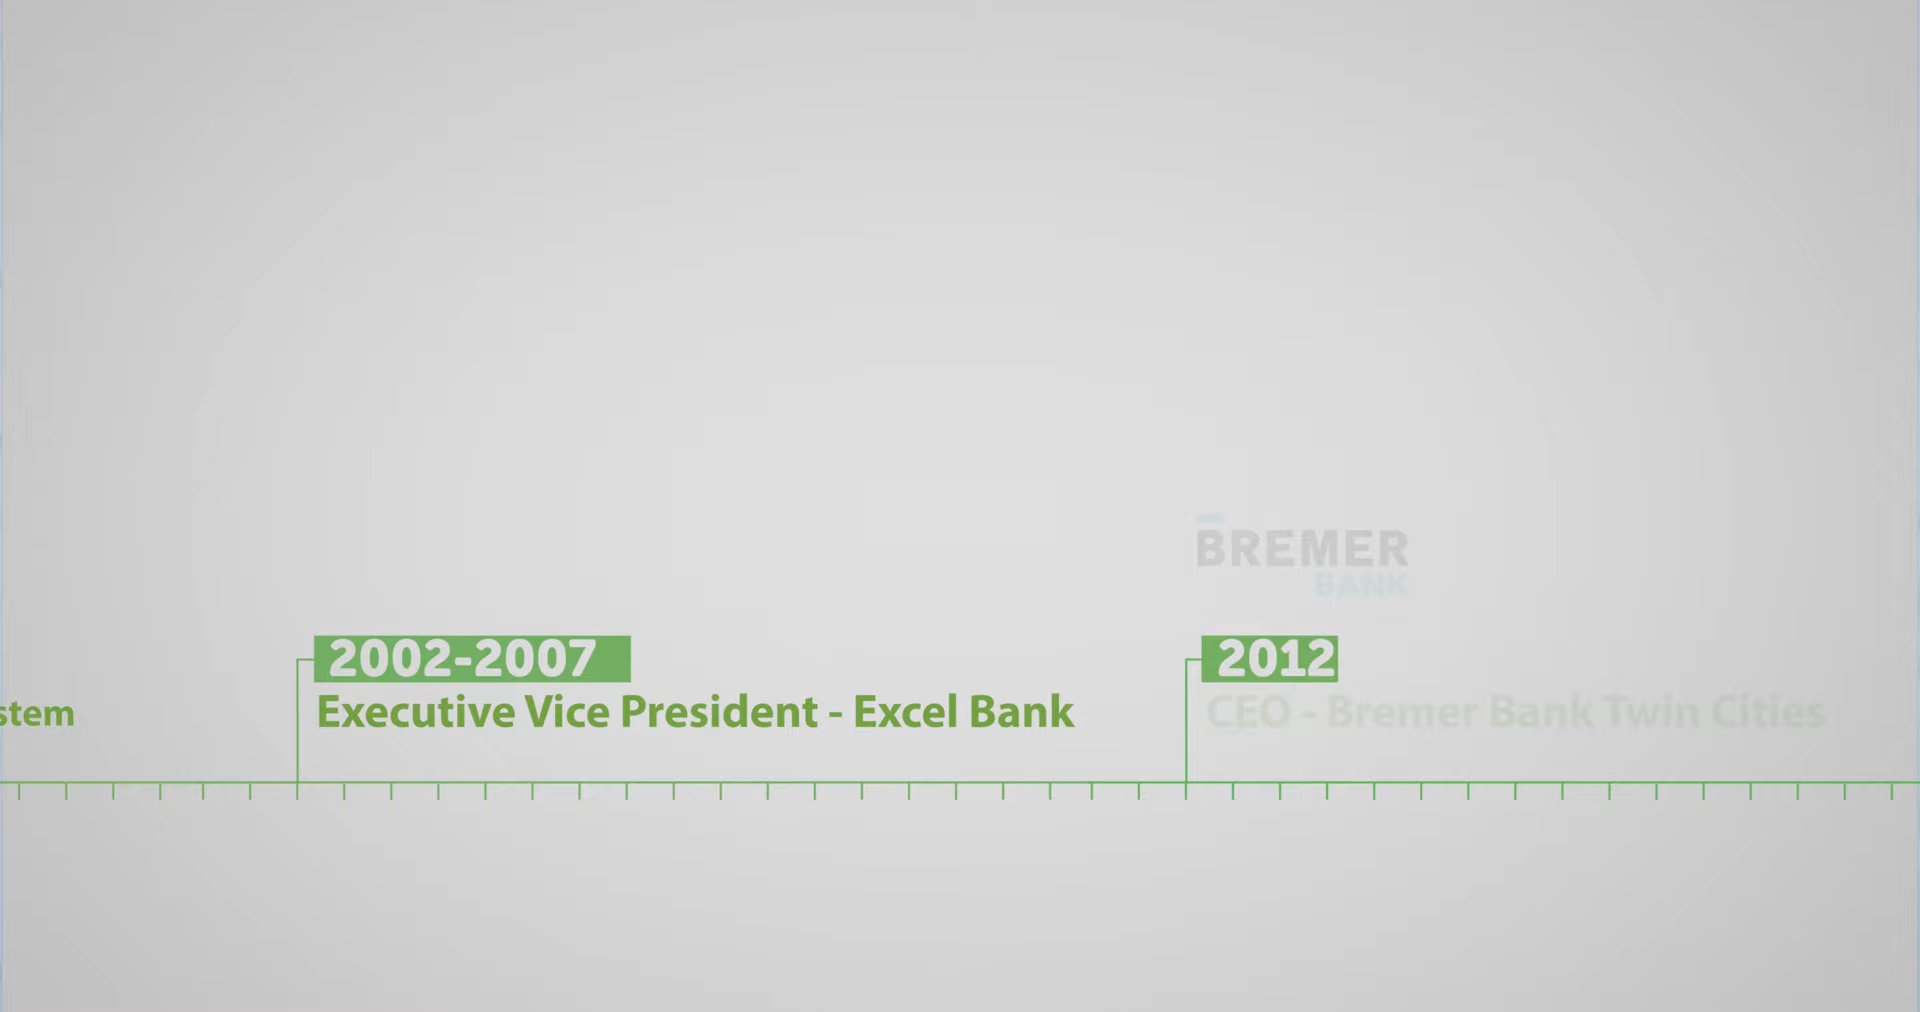 BREMER
BANK
2002-2007
2012
stem
Executive Vice President - Excel Bank
CEO - Bremer Bank Twin Cities